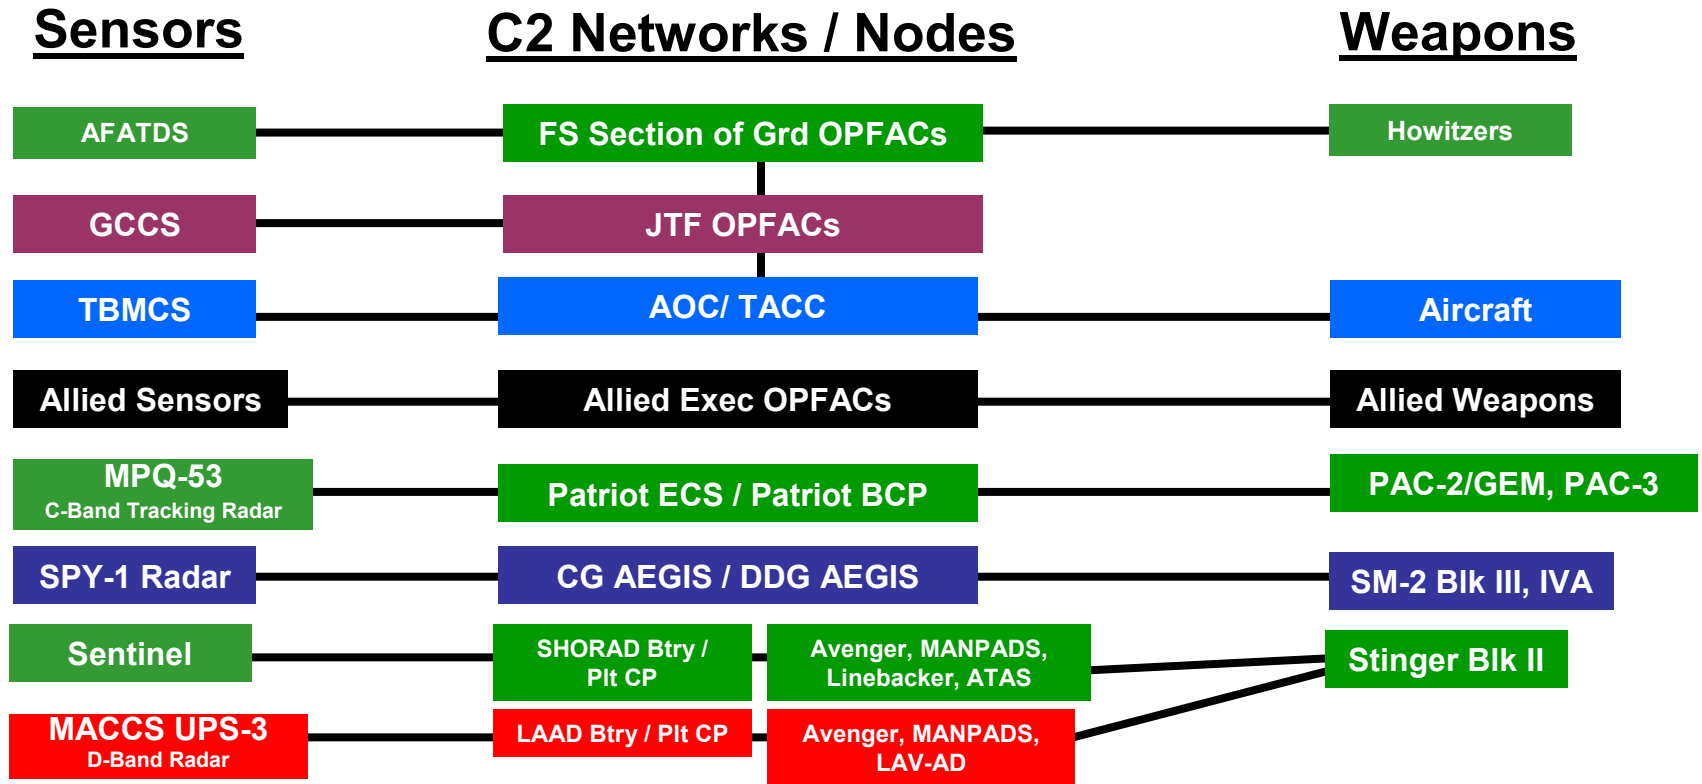 Sensors
C2 Networks / Nodes
Weapons
AFATDS
FS Section of Grd OPFACs
Howitzers
GCCS
JTF OPFACs
TBMCS
AOC/ TACC
Aircraft
Allied Sensors
Allied Exec OPFACs
Allied Weapons
MPQ-53
C-Band Tracking Radar
Patriot ECS / Patriot BCP
PAC-2/GEM, PAC-3
SPY-1 Radar
CG AEGIS / DDG AEGIS
SM-2 Blk III, IVA
Sentinel
SHORAD Btry /
Plt CP
Avenger, MANPADS,
Linebacker, ATAS
Stinger Blk II
MACCS UPS-3
D-Band Radar
LAAD Btry / Plt CP
Avenger, MANPADS,
LAV-AD